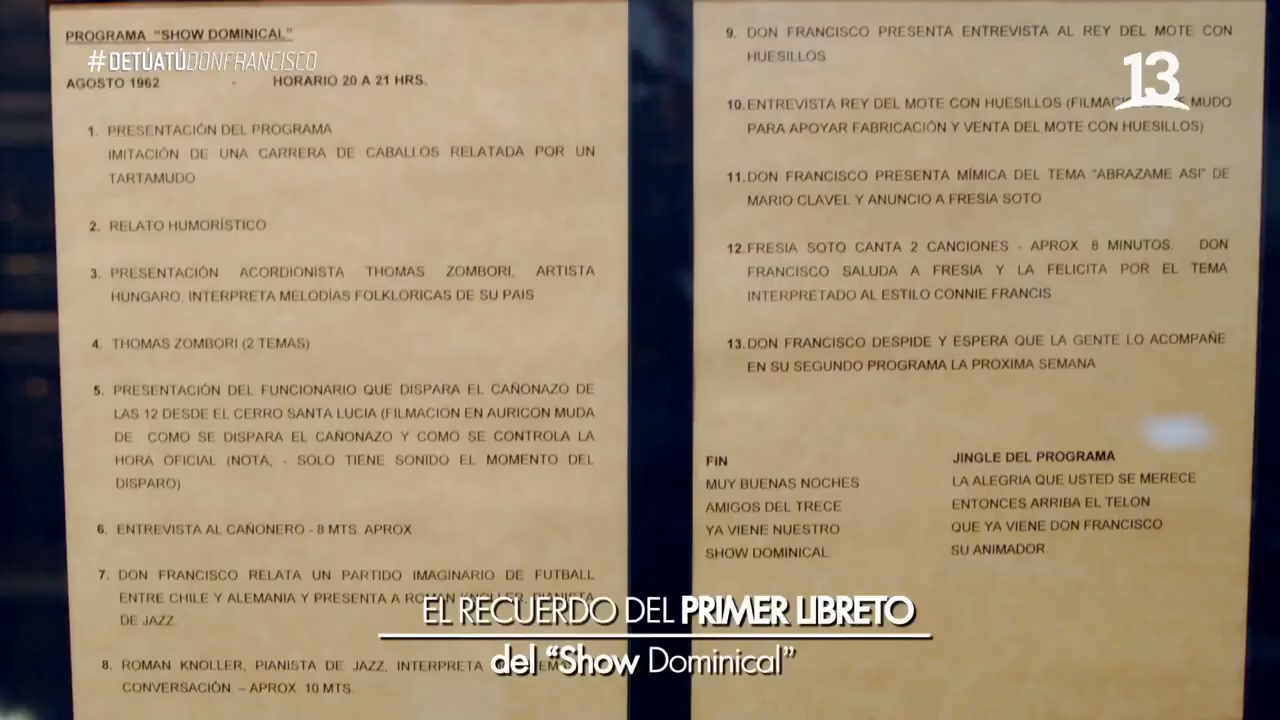 PROGRAMA "SHOW DOMINICAL"
#DETÚATÚDONFRANCISCO
AGOSTO 1962 - HORARIO 20 A 21 HRS.
1. PRESENTACIÓN DEL PROGRAMA
IMITACIÓN DE UNA CARRERA DE CABALLOS RELATADA POR UN
TARTAMUDO
2. RELATO HUMORÍSTICO
3. PRESENTACIÓN ACORDIONISTA THOMAS ZOMBORI, ARTISTA
HUNGARO, INTERPRETA MELODÍAS FOLKLORICAS DE SU PAIS
4. THOMAS ZOMBORI (2 TEMAS)
5. PRESENTACIÓN DEL FUNCIONARIO QUE DISPARA EL CAÑONAZO DE
LAS 12 DESDE EL CERRO SANTA LUCIA (FILMACION EN AURICON MUDA
DE COMO SE DISPARA EL CAÑONAZO Y COMO SE CONTROLA LA
HORA OFICIAL (NOTA, - SOLO TIENE SONIDO EL MOMENTO DEL
DISPARO)
6. ENTREVISTA AL CAÑONERO - 8 MTS. APROX
7. DON FRANCISCO RELATA UN PARTIDO IMAGINARIO DE FUTBALL
ENTRE CHILE Y ALEMANIA Y PRESENTA A ROMAN KNOLLER, PIANISTA
DE JAZZ
8. ROMAN KNOLLER, PIANISTA DE JAZZ, INTERPRETA
CONVERSACIÓN. – APROX 10 MTS.
9. DON FRANCISCO PRESENTA ENTREVISTA AL REY DEL MOTE CON
HUESILLOS
13
10. ENTREVISTA REY DEL MOTE CON HUESILLOS (FILMACI MUDO
PARA APOYAR FABRICACIÓN Y VENTA DEL MOTE CON HUESILLOS)
11. DON FRANCISCO PRESENTA MÍMICA DEL TEMA "ABRAZAME ASI" DE
MARIO CLAVEL Y ANUNCIO A FRESIA SOTO
12. FRESIA SOTO CANTA 2 CANCIONES - APROX. 8 MINUTOS. DON
FRANCISCO SALUDA A FRESIA Y LA FELICITA POR EL TEMA
INTERPRETADO AL ESTILO CONNIE FRANCIS
13. DON FRANCISCO DESPIDE Y ESPERA QUE LA GENTE LO ACOMPAÑE
EN SU SEGUNDO PROGRAMA LA PROXIMA SEMANA
FIN
MUY BUENAS NOCHES
AMIGOS DEL TRECE
YA VIENE NUESTRO
SHOW DOMINICAL
JINGLE DEL PROGRAMA
LA ALEGRIA QUE USTED SE MERECE
ENTONCES ARRIBA EL TELON
QUE YA VIENE DON FRANCISCO
SU ANIMADOR.
EL RECUERDO DEL PRIMER LIBRETO
del "Show Dominical"